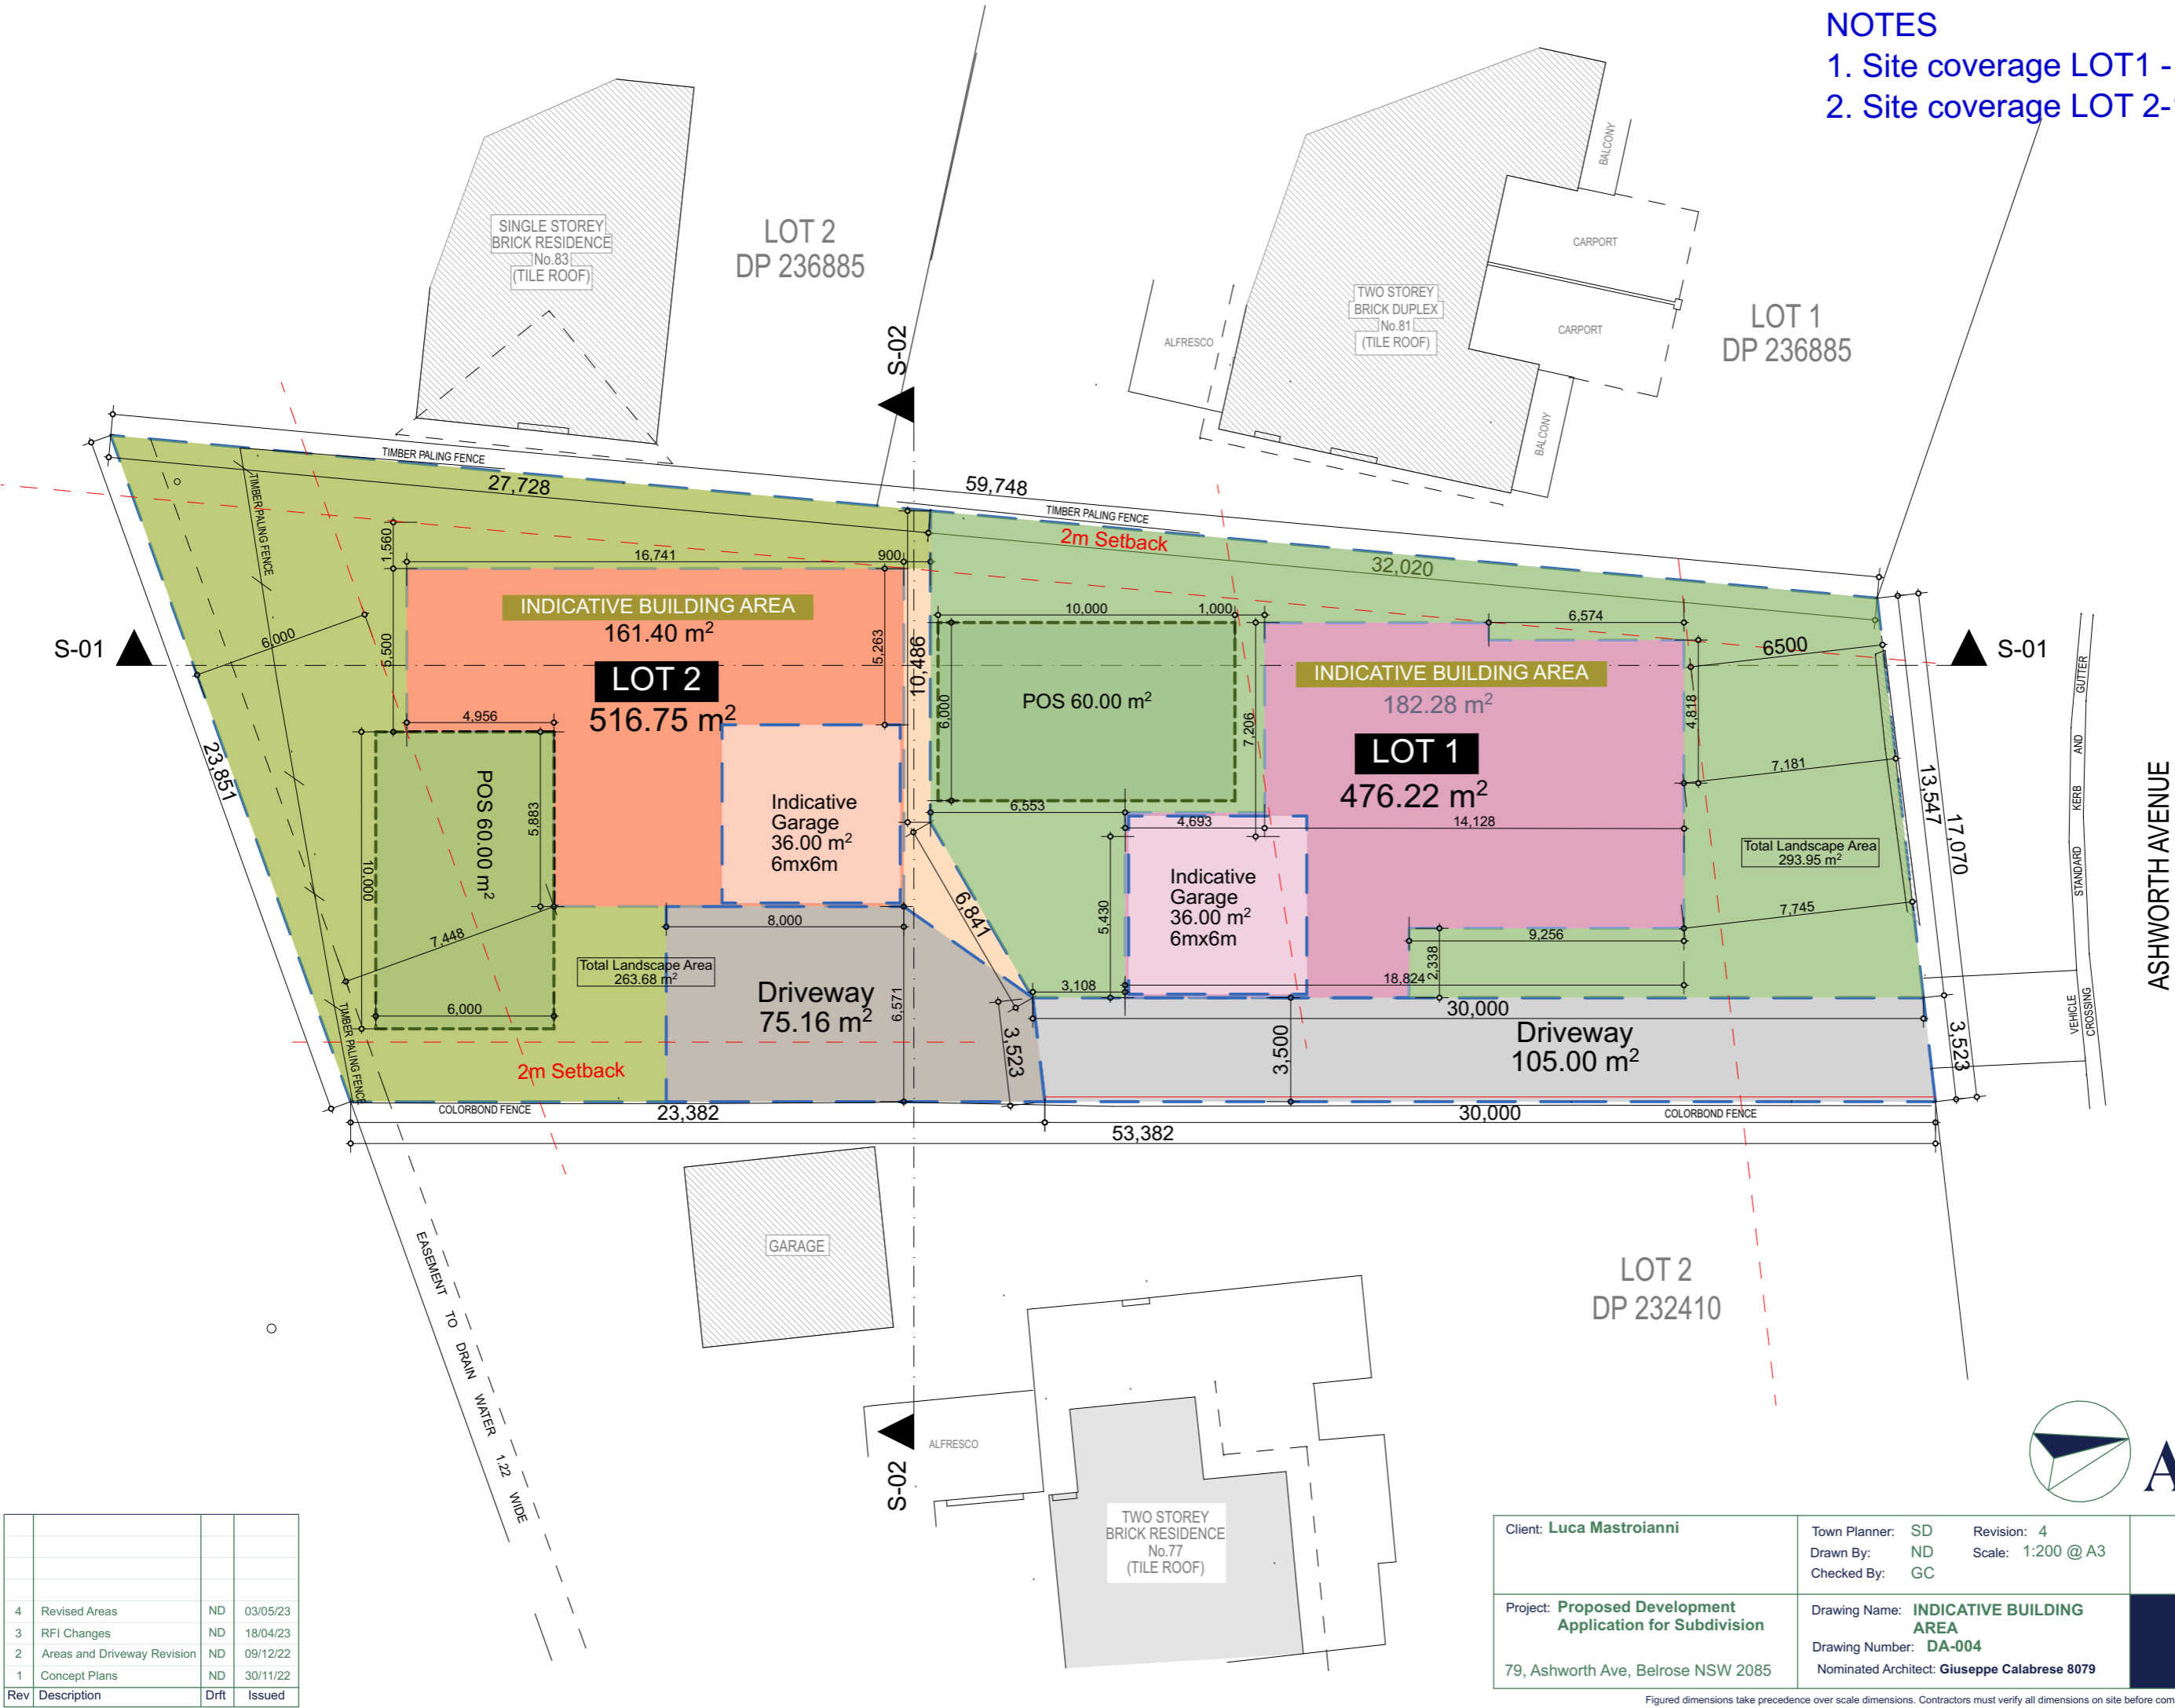 NOTES
1. Site coverage LOT1 -
2. Site coverage LOT 2-
SINGLE STOREY
BRICK RESIDENCE
No.83
(TILE ROOF)
LOT 2
DP 236885
S-02
BALCONY
CARPORT
CARPORT
TWO STOREY
BRICK DUPLEX
No.81
(TILE ROOF)
ALFRESCO
BALCONY
LOT 1
DP 236885
TIMBER PALING FENCE
27,728
59,748
TIMBER PALING FENCE
2m Setback
32,020
TIMBER PALING FENCE
1,560
16,741
900
INDICATIVE BUILDING AREA
161.40 m²
LOT 2
516.75 m²
5,500
5,263
10,486
6,000
S-01
4,956
23,851
POS 60.00 m²
5,883
10,000
7,448
6,000
Indicative
Garage
36.00 m²
6mx6m
8,000
6,841
Total Landscape Area
263.68 m²
Driveway
75.16 m²
6,571
3,523
2m Setback
TIMBER PALING FENCE
10,000
1,000
6,574
6500
S-01
POS 60.00 m²
6,000
7,206
INDICATIVE BUILDING AREA
182.28 m²
LOT 1
476.22 m²
4,818
7,181
6,553
4,693
14,128
Indicative
Garage
36.00 m²
6mx6m
5,430
3,108
Total Landscape Area
293.95 m²
7,745
9,256
2,338
18,824
30,000
Driveway
105.00 m²
3,500
13,547
17,070
3,523
STANDARD KERB AND GUTTER
VEHICLE
CROSSING
ASHWORTH AVENUE
COLORBOND FENCE
23,382
30,000
COLORBOND FENCE
53,382
EASEMENT TO DRAIN WATER 1.22 WIDE
GARAGE
ALFRESCO
S-02
TWO STOREY
BRICK RESIDENCE
No.77
(TILE ROOF)
LOT 2
DP 232410
4 Revised Areas ND 03/05/23
3 RFI Changes ND 18/04/23
2 Areas and Driveway Revision ND 09/12/22
1 Concept Plans ND 30/11/22
Rev Description Drft Issued
A
Client: Luca Mastroianni
Town Planner: SD Revision: 4
Drawn By: ND Scale: 1:200 @ A3
Checked By: GC
Project: Proposed Development
Application for Subdivision
79, Ashworth Ave, Belrose NSW 2085
Drawing Name: INDICATIVE BUILDING
AREA
Drawing Number: DA-004
Nominated Architect: Giuseppe Calabrese 8079
Figured dimensions take precedence over scale dimensions. Contractors must verify all dimensions on site before com